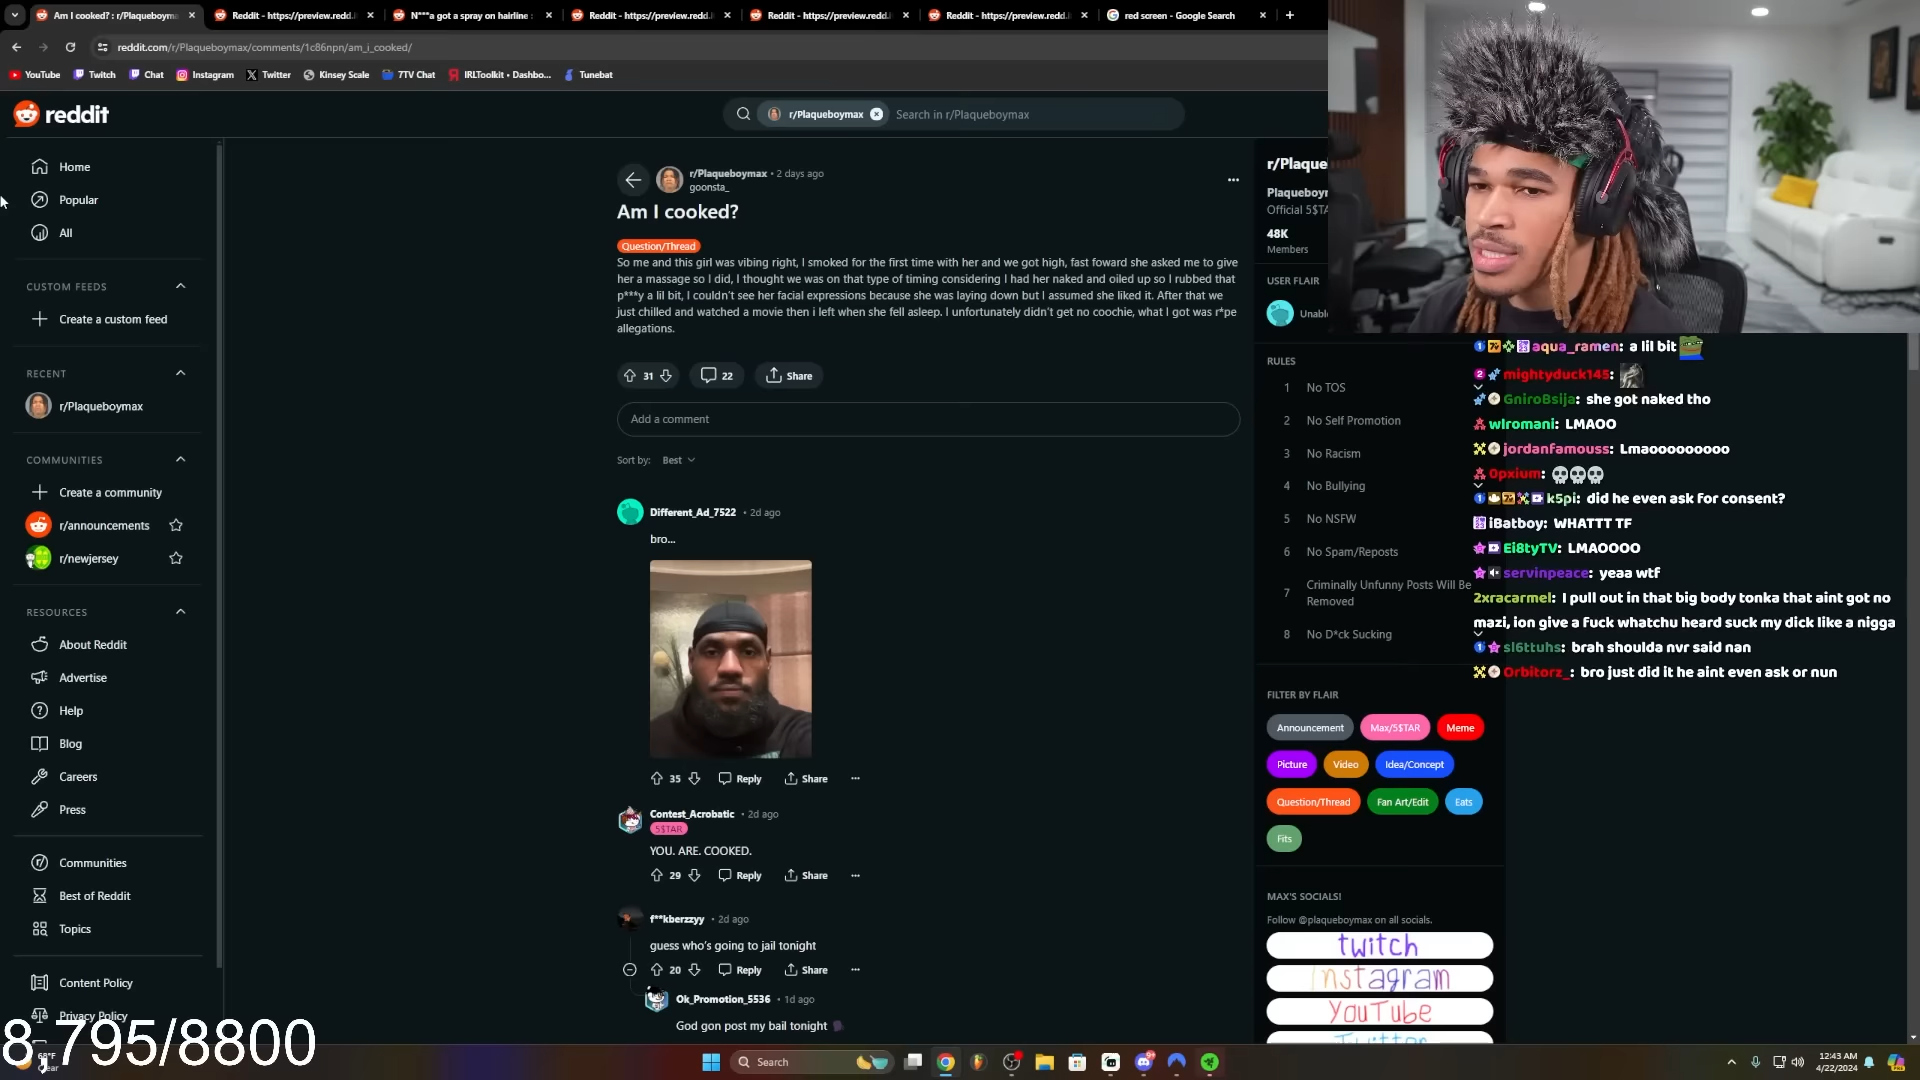 Am I cooked? : r/Plaqueboym
Reddit - https://preview.redd.i
N***a got a spray on hairline :
Reddit - https://preview.redd.i
Reddit - https://preview.redd.i
Reddit - https://preview.redd.i
red screen - Google Search
reddit.com/r/Plaqueboymax/comments/1c86npn/am_i_cooked/
YouTube
Twitch
Chat
Instagram
Twitter
Kinsey Scale
7TV Chat
IRLToolkit • Dashbo...
Tunebat
reddit
r/Plaqueboymax
Search in r/Plaqueboymax
Home
Popular
All
CUSTOM FEEDS
Create a custom feed
RECENT
r/Plaqueboymax
COMMUNITIES
Create a community
r/announcements
r/newjersey
RESOURCES
About Reddit
Advertise
Help
Blog
Careers
Press
Communities
Best of Reddit
Topics
Content Policy
Privacy Policy
8,795/8800
r/Plaqueboymax • 2 days ago
goonsta_
Am I cooked?
Question/Thread
So me and this girl was vibing right, I smoked for the first time with her and we got high, fast foward she asked me to give
her a massage so I did, I thought we was on that type of timing considering I had her naked and oiled up so I rubbed that
p***y a lil bit, I couldn't see her facial expressions because she was laying down but I assumed she liked it. After that we
just chilled and watched a movie then i left when she fell asleep. I unfortunately didn't get no coochie, what I got was r*pe
allegations.
31
22
Share
Add a comment
Sort by: Best
Different_Ad_7522 • 2d ago
bro...
35 Reply Share
Contest_Acrobatic • 2d ago
5$TAR
YOU. ARE. COOKED.
29 Reply Share
f**kberzzyy • 2d ago
guess who's going to jail tonight
20 Reply Share
Ok_Promotion_5536 • 1d ago
God gon post my bail tonight
r/Plaque
Plaqueboy
Official 5$TA
48K
Members
USER FLAIR
Unabl
RULES
1 No TOS
2 No Self Promotion
3 No Racism
4 No Bullying
5 No NSFW
6 No Spam/Reposts
7 Criminally Unfunny Posts Will Be
Removed
8 No D*ck Sucking
FILTER BY FLAIR
Announcement
Max/5$TAR
Meme
Picture
Video
Idea/Concept
Question/Thread
Fan Art/Edit
Eats
Fits
MAX'S SOCIALS!
Follow @plaqueboymax on all socials.
twitch
Instagram
YouTube
Twitter
aqua_ramen: a lil bit
mightyduck145:
GniroBsija: she got naked tho
wlromani: LMAOO
jordanfamouss: Lmaooooooooo
0pxium:
k5pi: did he even ask for consent?
iBatboy: WHATTT TF
Ei8tyTV: LMAOOOO
servinpeace: yeaa wtf
2xracarmel: I pull out in that big body tonka that aint got no
mazi, ion give a fuck whatchu heard suck my dick like a nigga
sl6ttuhs: brah shoulda nvr said nan
Orbitorz_: bro just did it he aint even ask or nun
68°F
Clear
Search
12:43 AM
4/22/2024